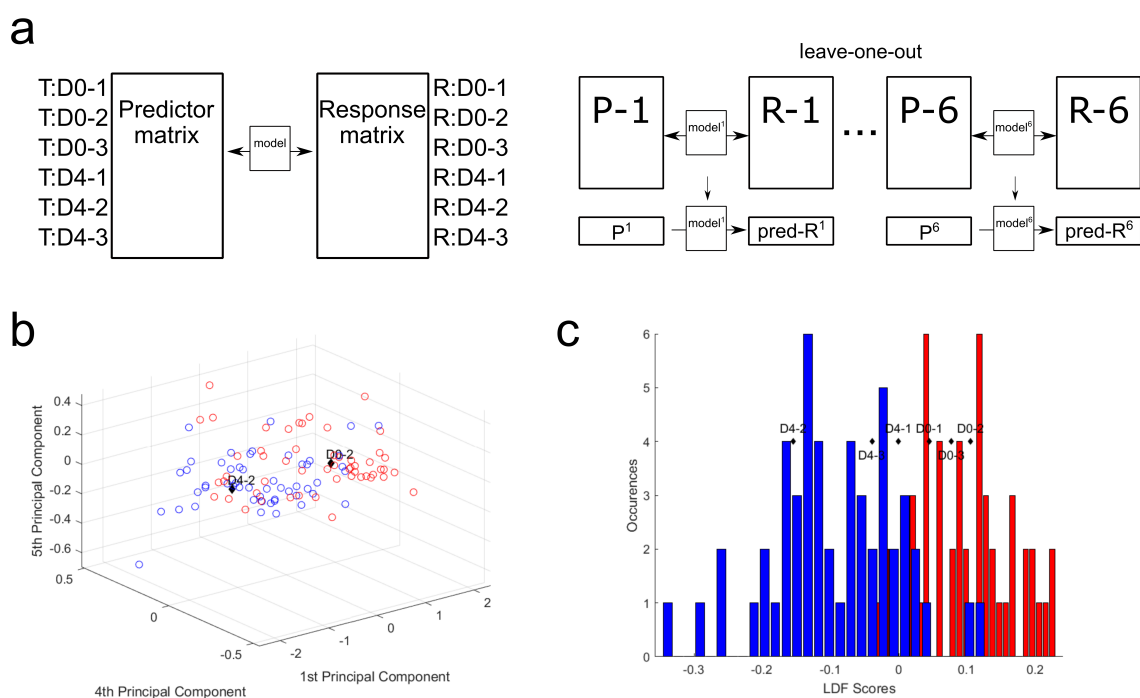 a
T:D0-1
T:D0-2
T:D0-3
T:D4-1
T:D4-2
T:D4-3
Predictor
matrix
model
Response
matrix
R:D0-1
R:D0-2
R:D0-3
R:D4-1
R:D4-2
R:D4-3
leave-one-out
P-1
model¹
R-1
...
P-6
model⁶
R-6
P¹
model¹
pred-R¹
P⁶
model⁶
pred-R⁶
b
5th Principal Component
0.4
0.2
0
-0.2
-0.4
-0.6
D0-2
D4-2
0.5
0
-0.5
-2
-1
0
1
2
1st Principal Component
4th Principal Component
c
Occurences
6
5
4
3
2
1
0
D4-2
D4-1
D0-1
D0-2
D4-3
D0-3
-0.3
-0.2
-0.1
0
0.1
0.2
LDF Scores